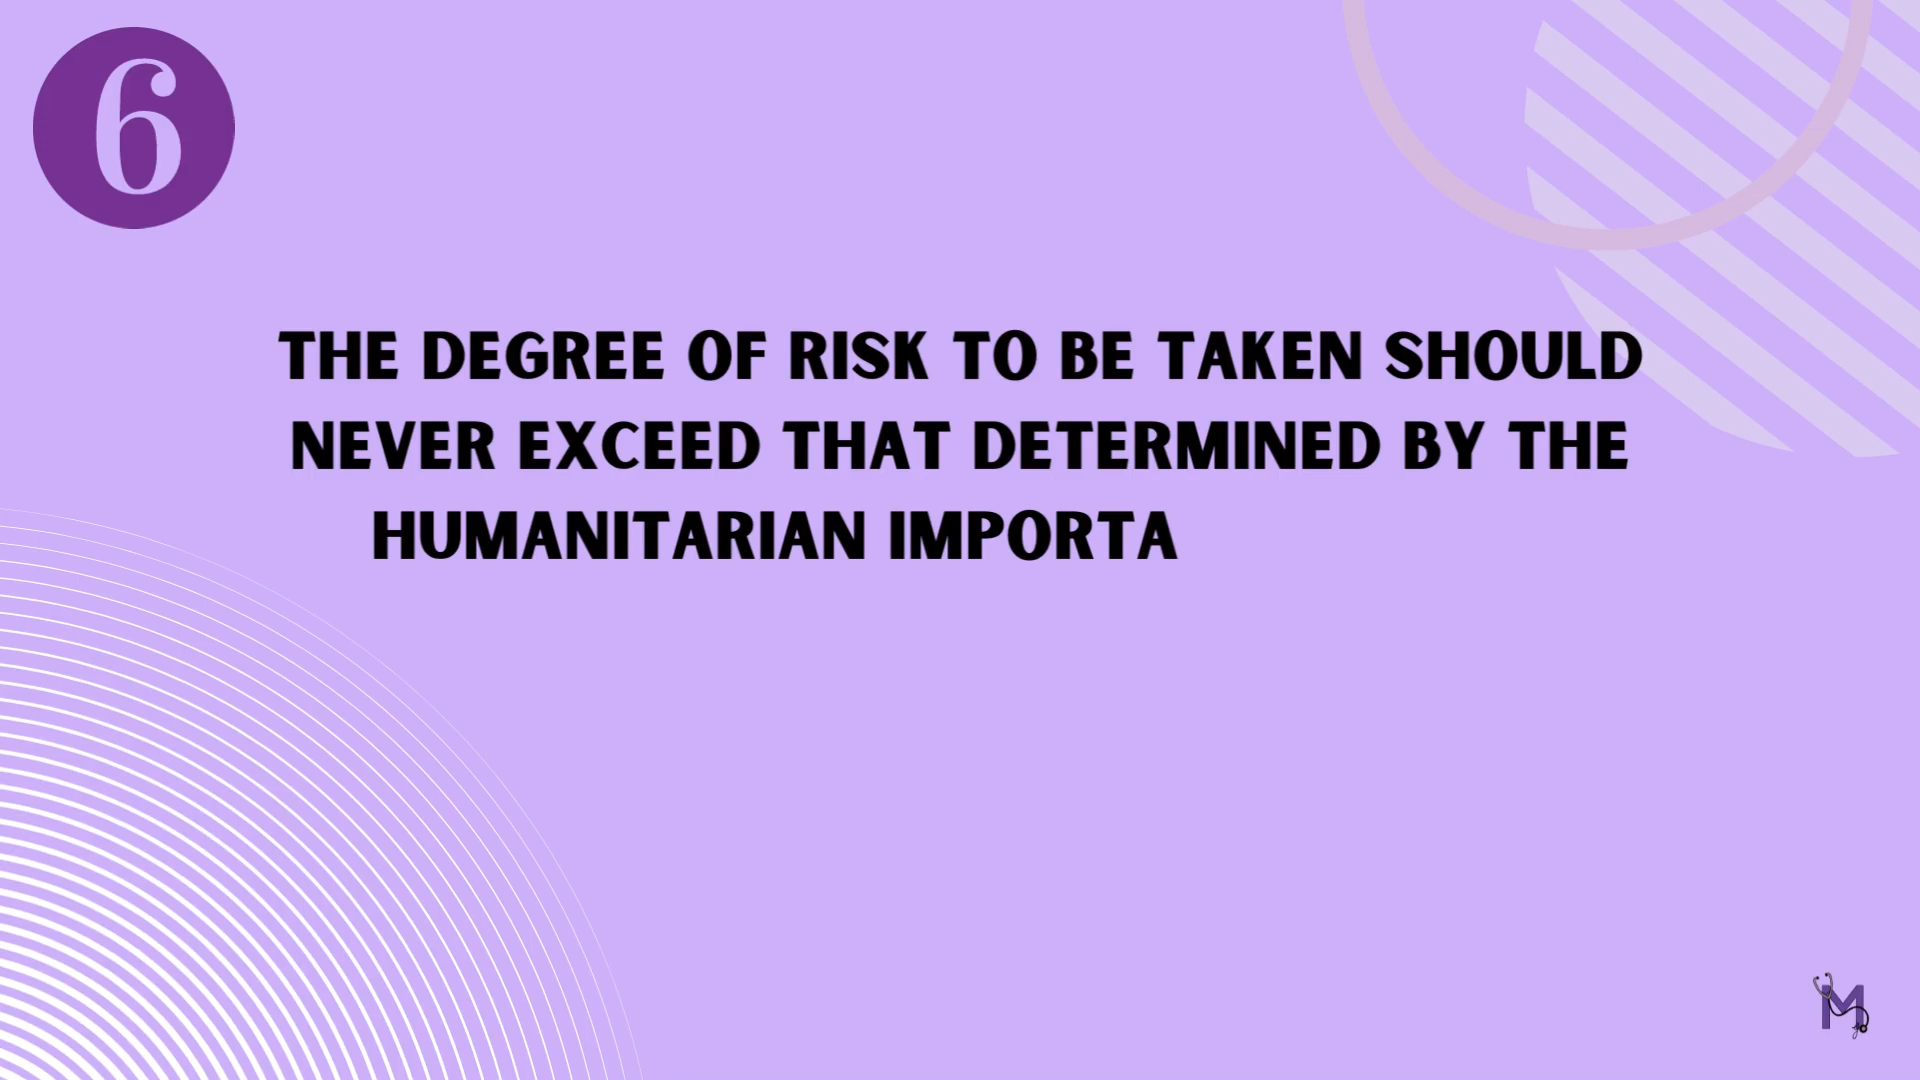 6
THE DEGREE OF RISK TO BE TAKEN SHOULD
NEVER EXCEED THAT DETERMINED BY THE
HUMANITARIAN IMPORTA
M